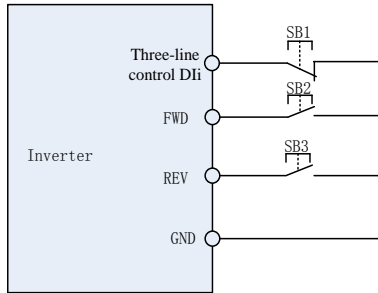 SB1
Three-line
control DIi
SB2
FWD
Inverter
SB3
REV
GND